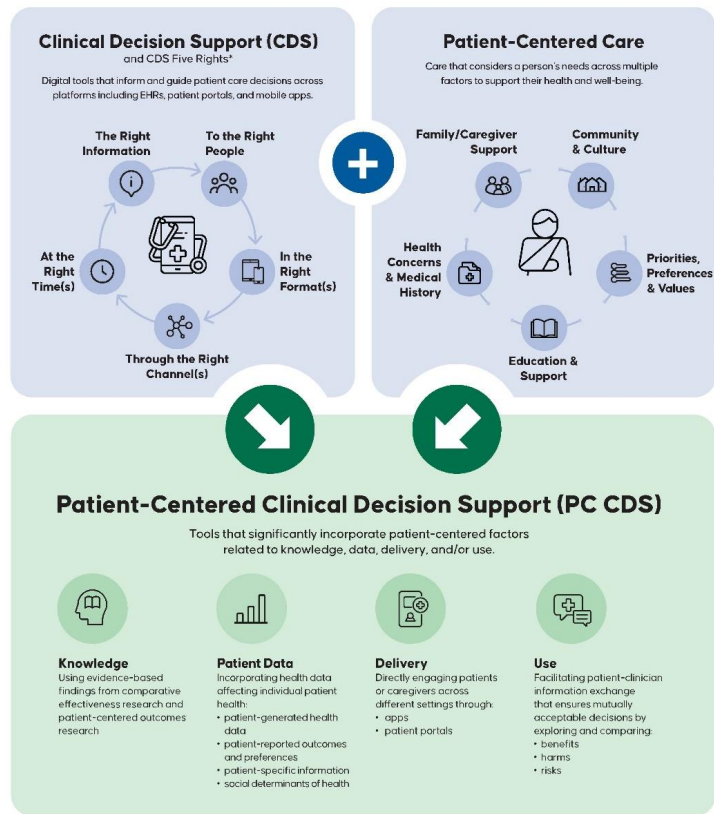 Clinical Decision Support (CDS)
and CDS Five Rights*
Digital tools that inform and guide patient care decisions across
platforms including EHRs, patient portals, and mobile apps.
The Right
Information
To the Right
People
In the
Right
Format(s)
Through the Right
Channel(s)
At the
Right
Time(s)
Patient-Centered Care
Care that considers a person's needs across multiple
factors to support their health and well-being.
Family/Caregiver
Support
Community
& Culture
Priorities,
Preferences
& Values
Education &
Support
Health
Concerns
& Medical
History
Patient-Centered Clinical Decision Support (PC CDS)
Tools that significantly incorporate patient-centered factors
related to knowledge, data, delivery, and/or use.
Knowledge
Using evidence-based
findings from comparative
effectiveness research and
patient-centered outcomes
research
Patient Data
Incorporating health data
affecting individual patient
health:
• patient-generated health
data
• patient-reported outcomes
and preferences
• patient-specific information
• social determinants of health
Delivery
Directly engaging patients
or caregivers across
different settings through:
• apps
• patient portals
Use
Facilitating patient-clinician
information exchange
that ensures mutually
acceptable decisions by
exploring and comparing:
• benefits
• harms
• risks